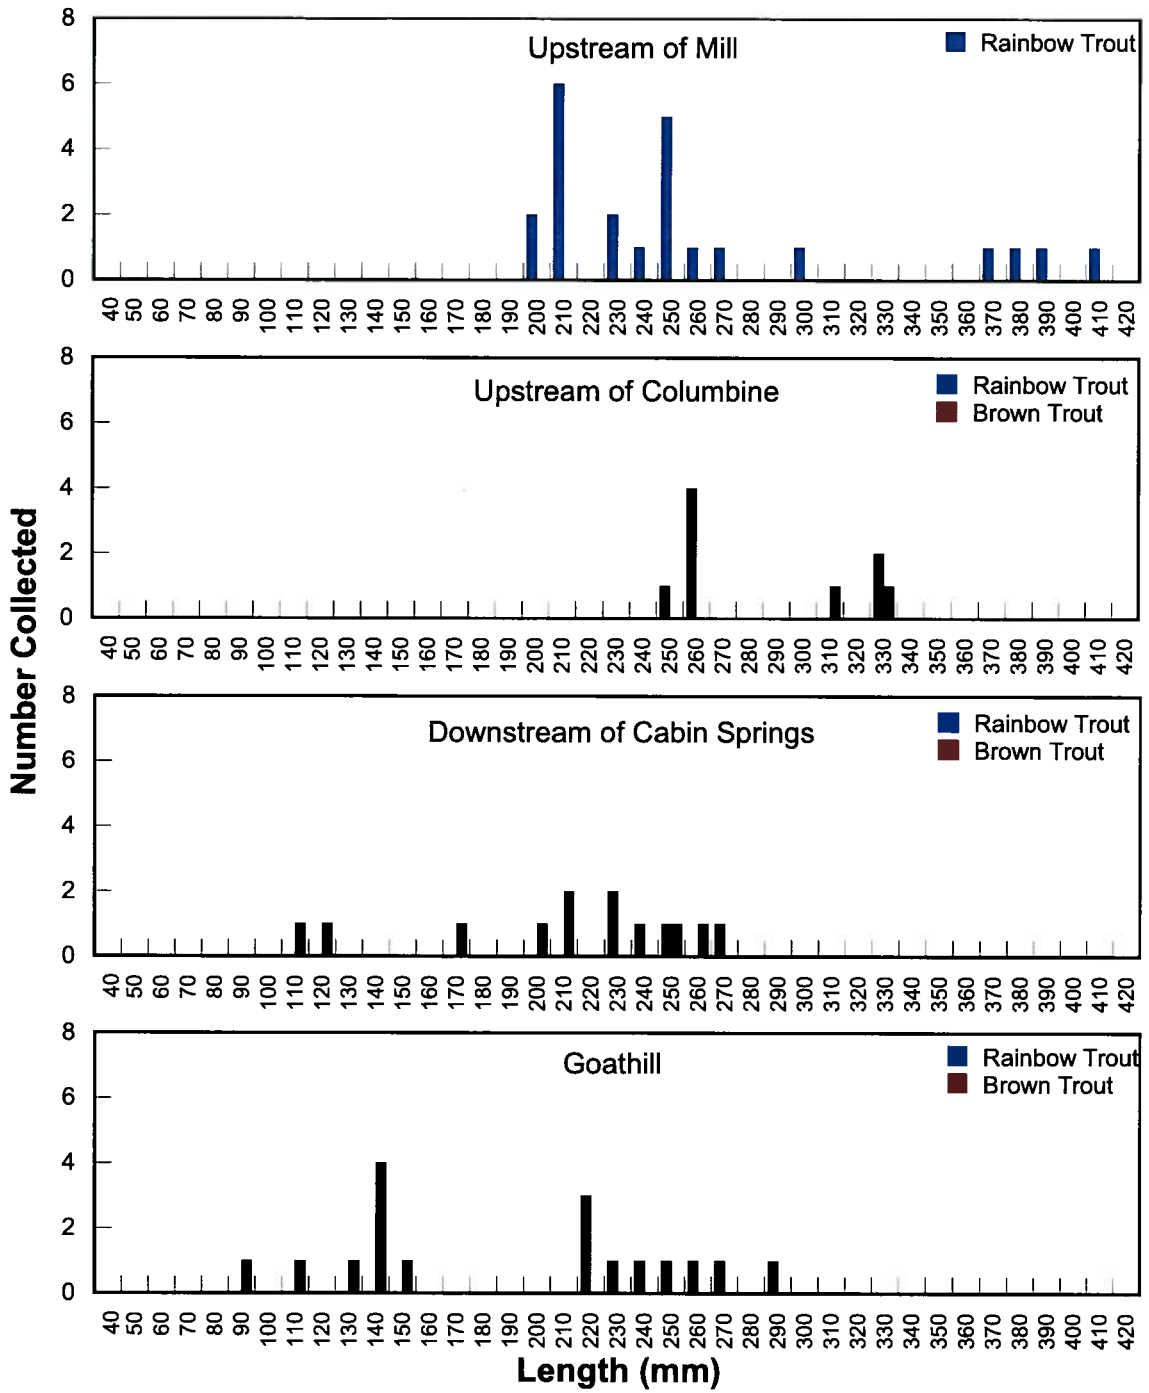 8
Upstream of Mill
Rainbow Trout
6
4
2
0
40 50 60 70 80 90 100 110 120 130 140 150 160 170 180 190 200 210 220 230 240 250 260 270 280 290 300 310 320 330 340 350 360 370 380 390 400 410 420
8
Upstream of Columbine
Rainbow Trout
Brown Trout
6
4
2
0
40 50 60 70 80 90 100 110 120 130 140 150 160 170 180 190 200 210 220 230 240 250 260 270 280 290 300 310 320 330 340 350 360 370 380 390 400 410 420
Number Collected
8
Downstream of Cabin Springs
Rainbow Trout
Brown Trout
6
4
2
0
40 50 60 70 80 90 100 110 120 130 140 150 160 170 180 190 200 210 220 230 240 250 260 270 280 290 300 310 320 330 340 350 360 370 380 390 400 410 420
8
Goathill
Rainbow Trout
Brown Trout
6
4
2
0
40 50 60 70 80 90 100 110 120 130 140 150 160 170 180 190 200 210 220 230 240 250 260 270 280 290 300 310 320 330 340 350 360 370 380 390 400 410 420
Length (mm)